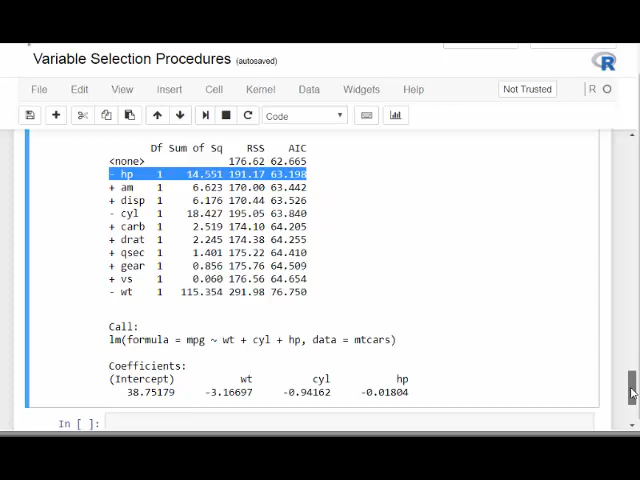 Variable Selection Procedures (autosaved)
R
File Edit View Insert Cell Kernel Data Widgets Help Not Trusted R
Code
Df Sum of Sq RSS AIC
<none> 176.62 62.665
- hp 1 14.551 191.17 63.198
+ am 1 6.623 170.00 63.442
+ disp 1 6.176 170.44 63.526
- cyl 1 18.427 195.05 63.840
+ carb 1 2.519 174.10 64.205
+ drat 1 2.245 174.38 64.255
+ qsec 1 1.401 175.22 64.410
+ gear 1 0.856 175.76 64.509
+ vs 1 0.060 176.56 64.654
- wt 1 115.354 291.98 76.750
Call:
lm(formula = mpg ~ wt + cyl + hp, data = mtcars)
Coefficients:
(Intercept) wt cyl hp
38.75179 -3.16697 -0.94162 -0.01804
In [ ]: